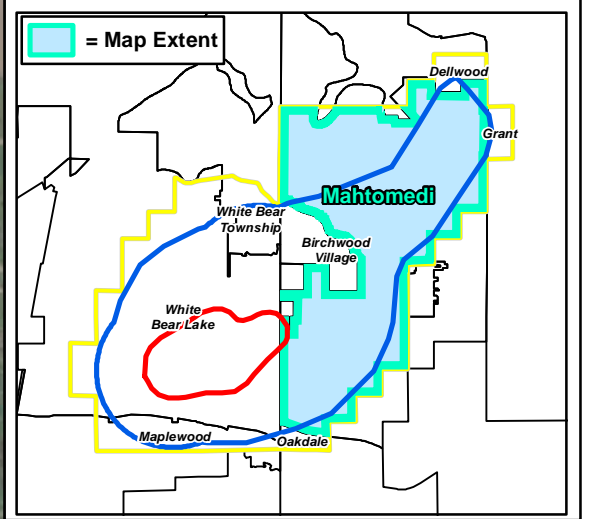 = Map Extent
Dellwood
Grant
Mahtomedi
White Bear
Township
Birchwood
Village
White
Bear Lake
Maplewood
Oakdale